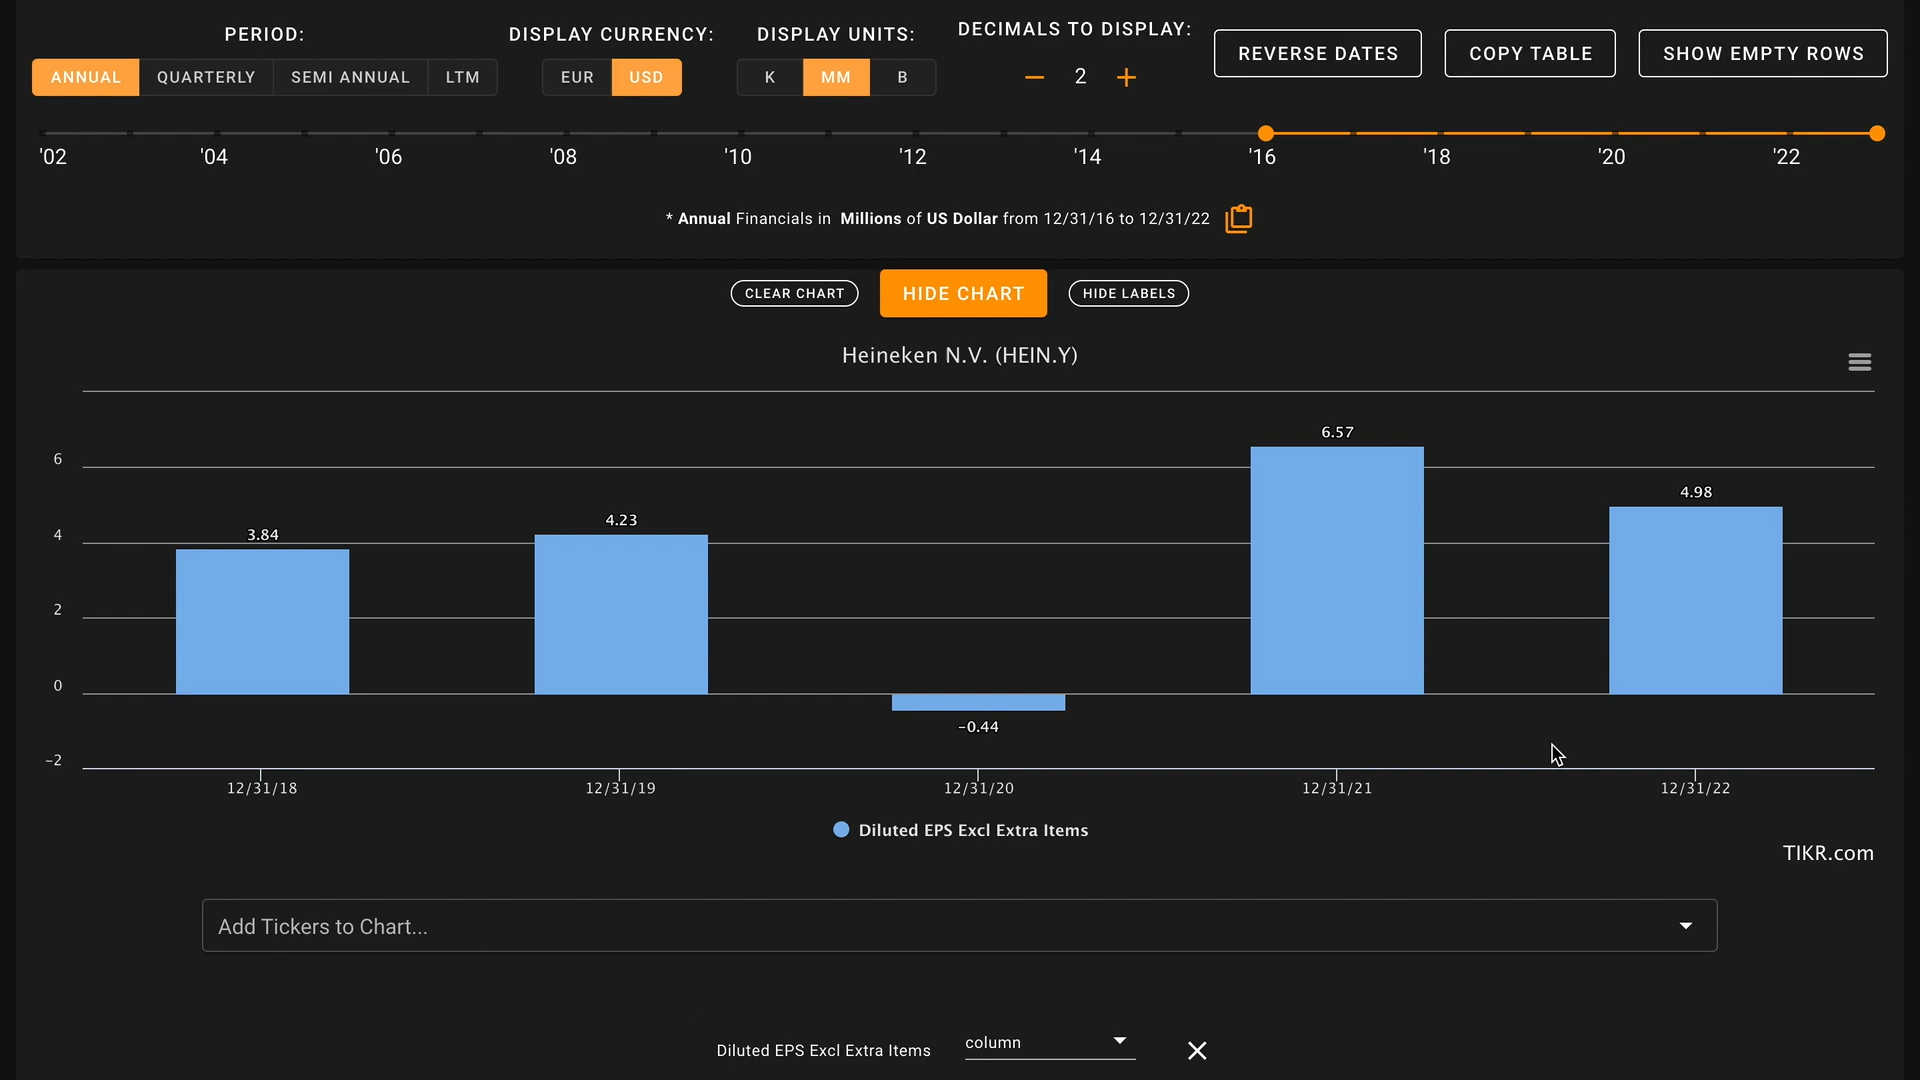 PERIOD:
ANNUAL QUARTERLY SEMI ANNUAL LTM
DISPLAY CURRENCY:
EUR USD
DISPLAY UNITS:
K MM B
DECIMALS TO DISPLAY:
2
REVERSE DATES
COPY TABLE
SHOW EMPTY ROWS
'02 '04 '06 '08 '10 '12 '14 '16 '18 '20 '22
* Annual Financials in Millions of US Dollar from 12/31/16 to 12/31/22
CLEAR CHART
HIDE CHART
HIDE LABELS
Heineken N.V. (HEIN.Y)
6
4
2
0
-2
3.84
4.23
-0.44
6.57
4.98
12/31/18 12/31/19 12/31/20 12/31/21 12/31/22
Diluted EPS Excl Extra Items
TIKR.com
Add Tickers to Chart...
Diluted EPS Excl Extra Items column